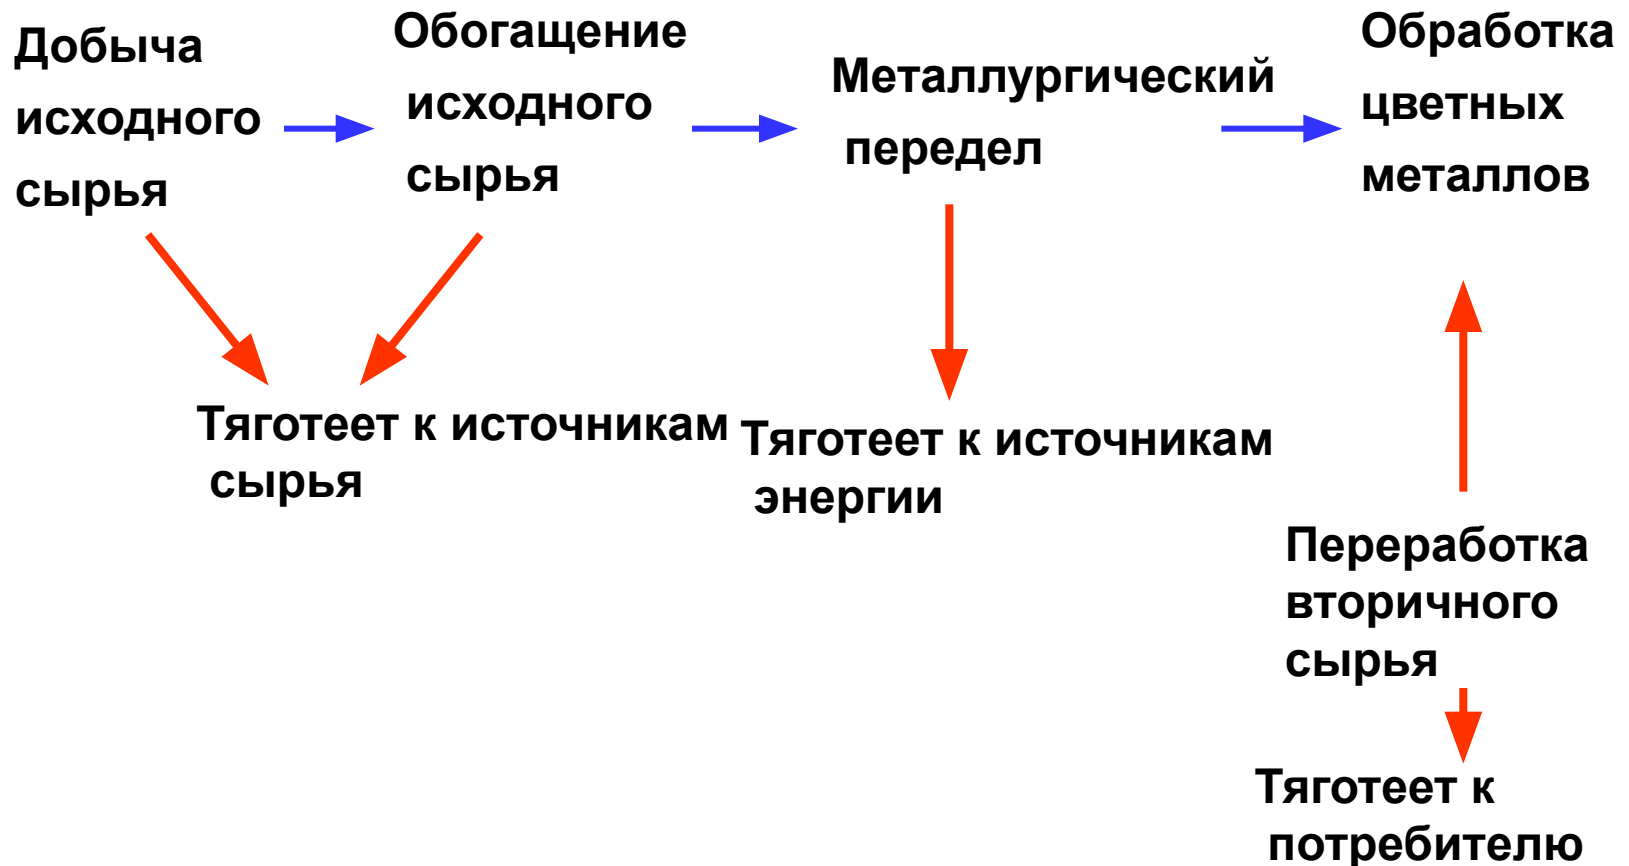 Добыча
исходного
сырья
Обогащение
исходного
сырья
Металлургический
передел
Обработка
цветных
металлов
Тяготеет к источникам
сырья
Тяготеет к источникам
энергии
Переработка
вторичного
сырья
Тяготеет к
потребителю